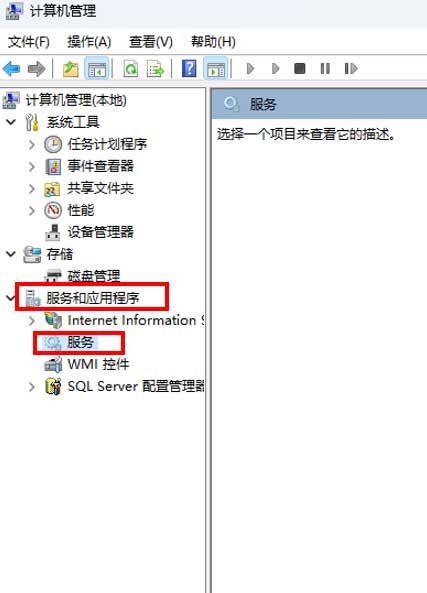 计算机管理
文件(F) 操作(A) 查看(V) 帮助(H)
计算机管理(本地)
系统工具
任务计划程序
事件查看器
共享文件夹
性能
设备管理器
存储
磁盘管理
服务和应用程序
Internet Information S
服务
WMI 控件
SQL Server 配置管理器
服务
选择一个项目来查看它的描述。